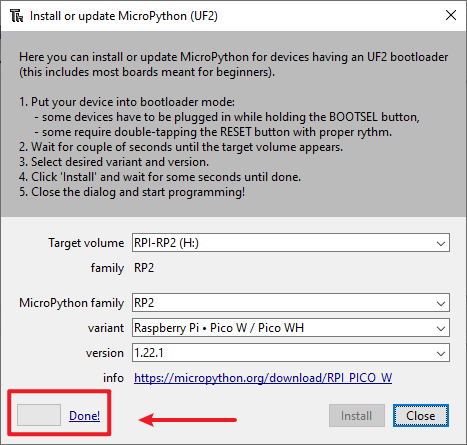 Install or update MicroPython (UF2)
Here you can install or update MicroPython for devices having an UF2 bootloader
(this includes most boards meant for beginners).
1. Put your device into bootloader mode:
- some devices have to be plugged in while holding the BOOTSEL button,
- some require double-tapping the RESET button with proper rythm.
2. Wait for couple of seconds until the target volume appears.
3. Select desired variant and version.
4. Click 'Install' and wait for some seconds until done.
5. Close the dialog and start programming!
Target volume RPI-RP2 (H:)
family RP2
MicroPython family RP2
variant Raspberry Pi • Pico W / Pico WH
version 1.22.1
info https://micropython.org/download/RPI_PICO_W
Done! Install Close